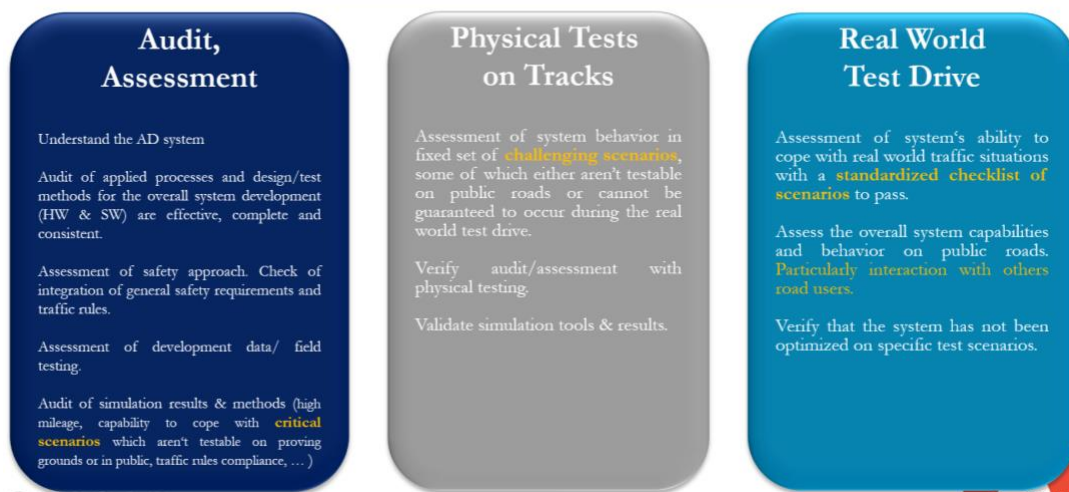 Audit,
Assessment
Understand the AD system
Audit of applied processes and design/test
methods for the overall system development
(HW & SW) are effective, complete and
consistent.
Assessment of safety approach. Check of
integration of general safety requirements and
traffic rules.
Assessment of development data/ field
testing.
Audit of simulation results & methods (high
mileage, capability to cope with critical
scenarios which aren't testable on proving
grounds or in public, traffic rules compliance, … )
Physical Tests
on Tracks
Assessment of system behavior in
fixed set of challenging scenarios,
some of which either aren't testable
on public roads or cannot be
guaranteed to occur during the real
world test drive.
Verify audit/assessment with
physical testing.
Validate simulation tools & results.
Real World
Test Drive
Assessment of system's ability to
cope with real world traffic situations
with a standardized checklist of
scenarios to pass.
Assess the overall system capabilities
and behavior on public roads.
Particularly interaction with others
road users.
Verify that the system has not been
optimized on specific test scenarios.